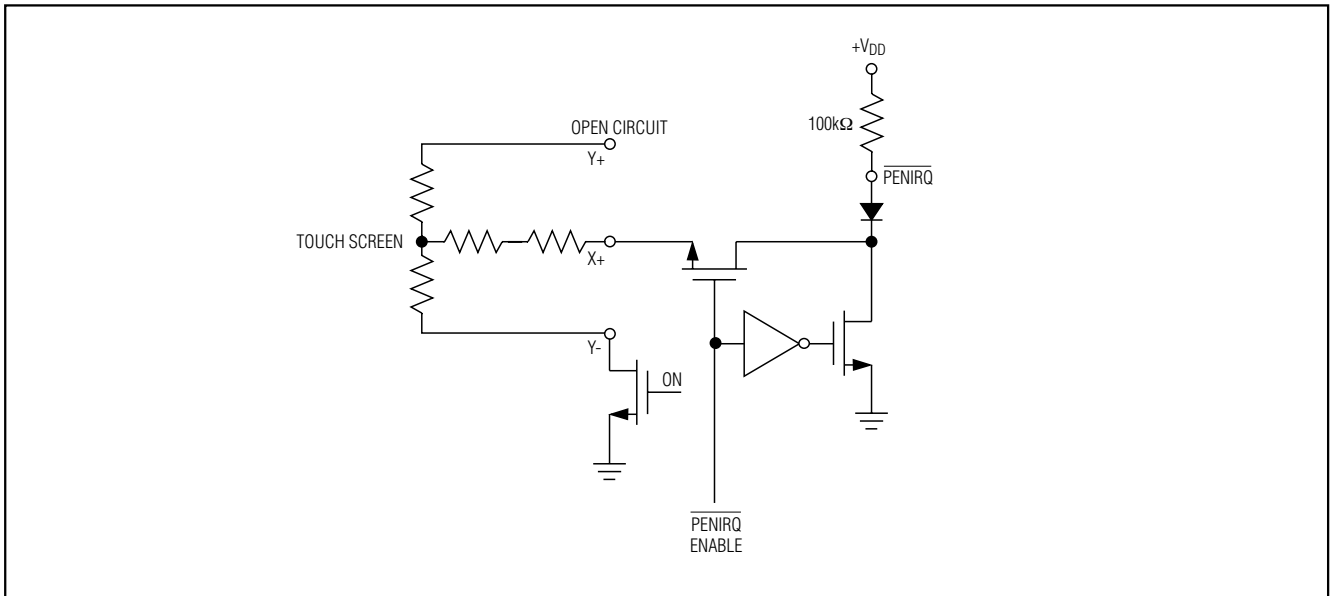 +VDD
100kΩ
OPEN CIRCUIT
Y+
PENIRQ
TOUCH SCREEN
X+
Y-
ON
PENIRQ
ENABLE